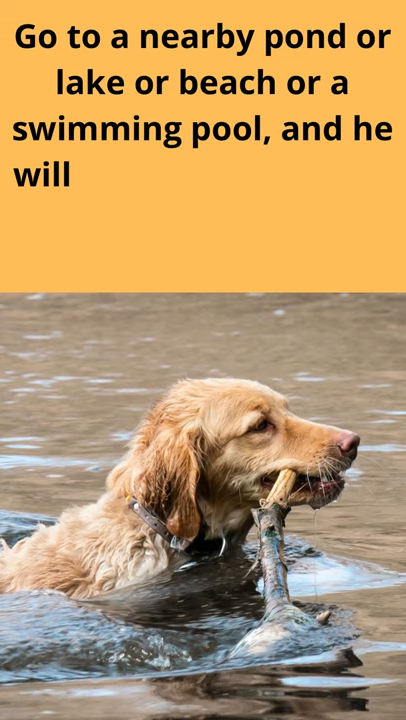 Go to a nearby pond or
lake or beach or a
swimming pool, and he
will